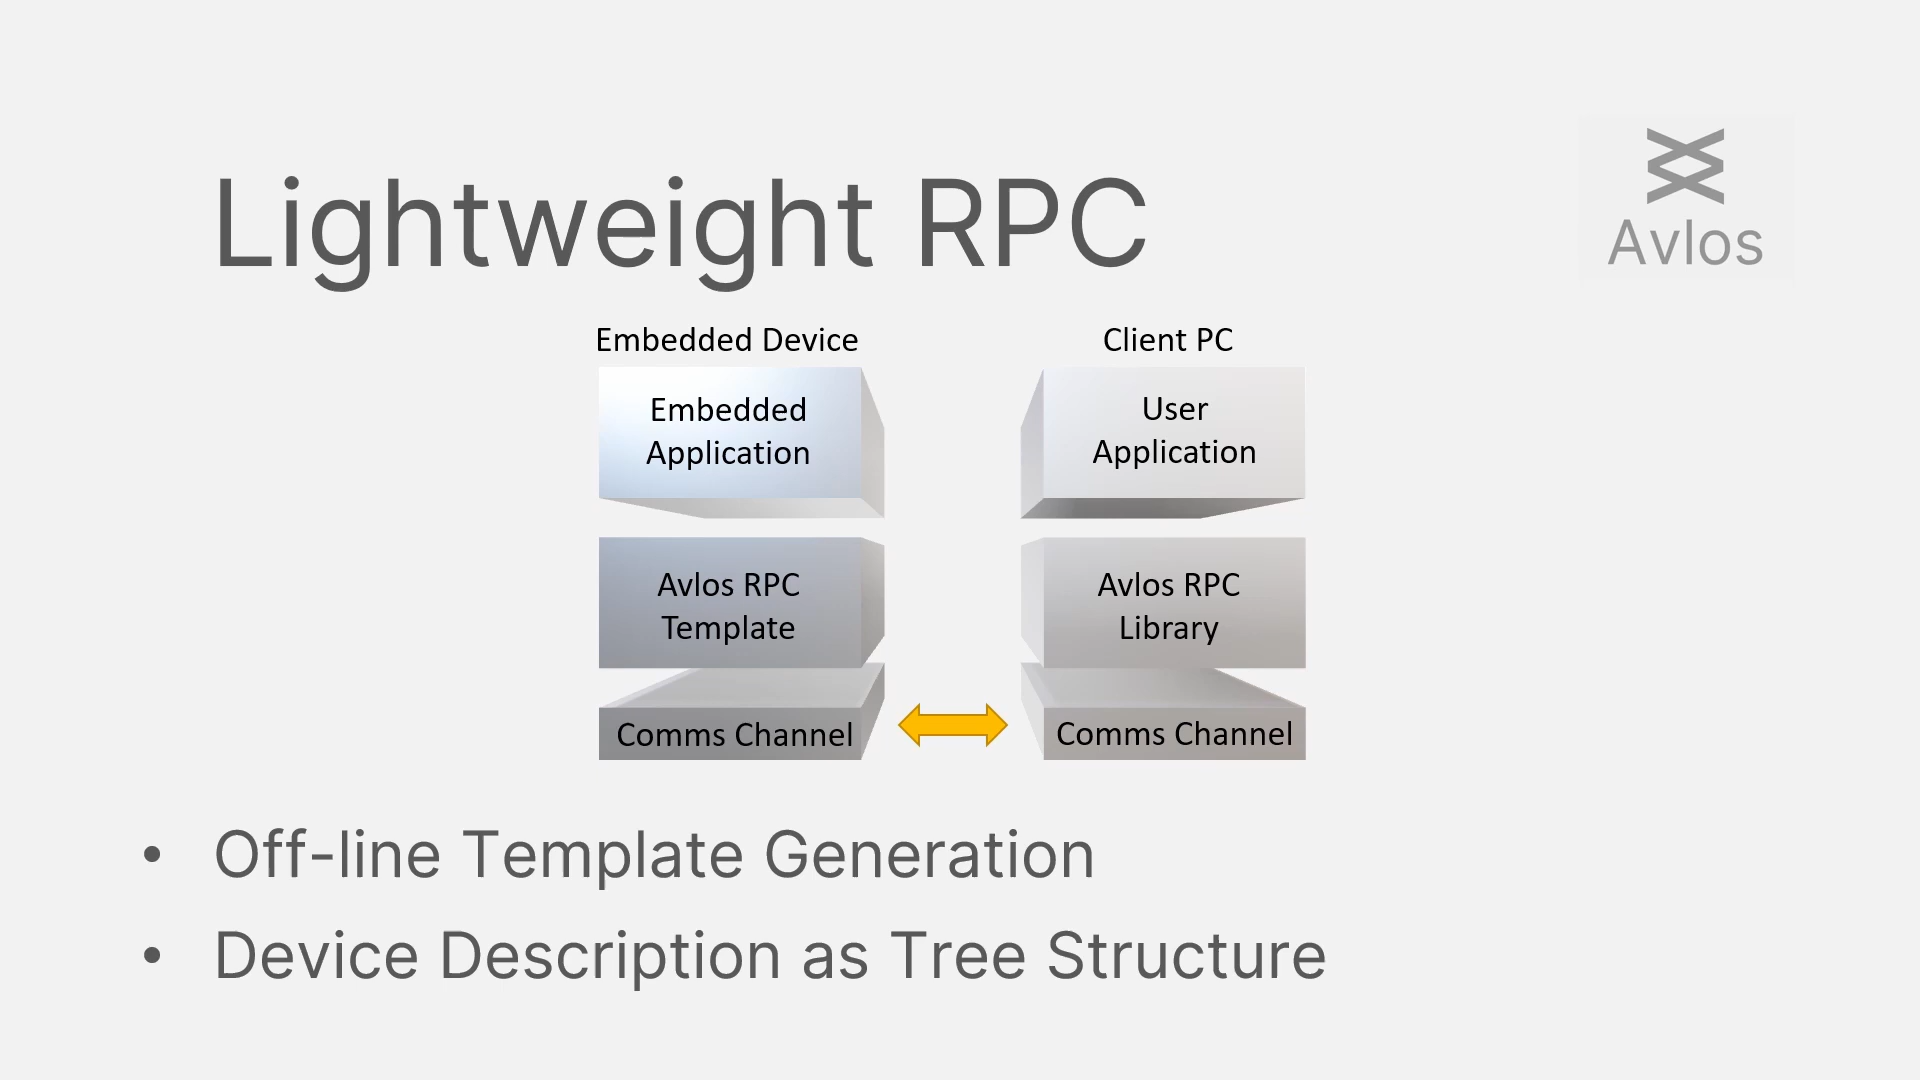 Lightweight RPC
Avlos
Embedded Device
Client PC
Embedded
Application
User
Application
Avlos RPC
Template
Avlos RPC
Library
Comms Channel
Comms Channel
• Off-line Template Generation
• Device Description as Tree Structure